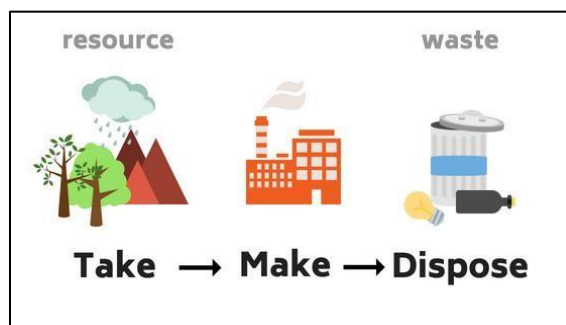 resource waste
Take → Make → Dispose